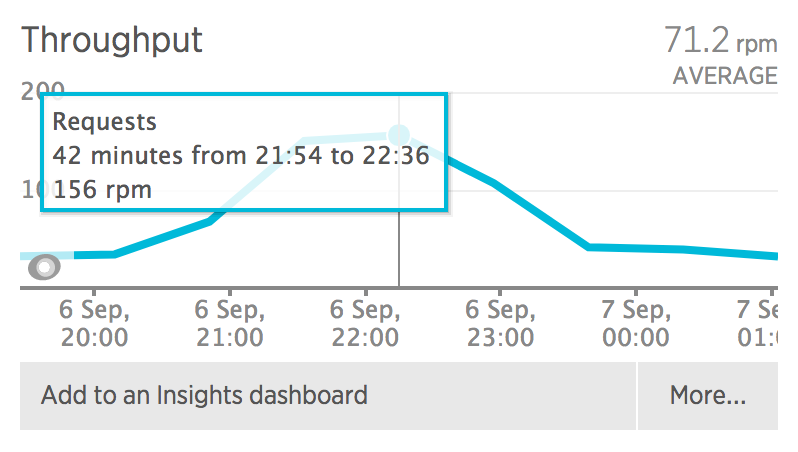 Throughput
71.2 rpm
AVERAGE
200
Requests
42 minutes from 21:54 to 22:36
156 rpm
100
6 Sep,
20:00
6 Sep,
21:00
6 Sep,
22:00
6 Sep,
23:00
7 Sep,
00:00
7 Se
01:
Add to an Insights dashboard
More...